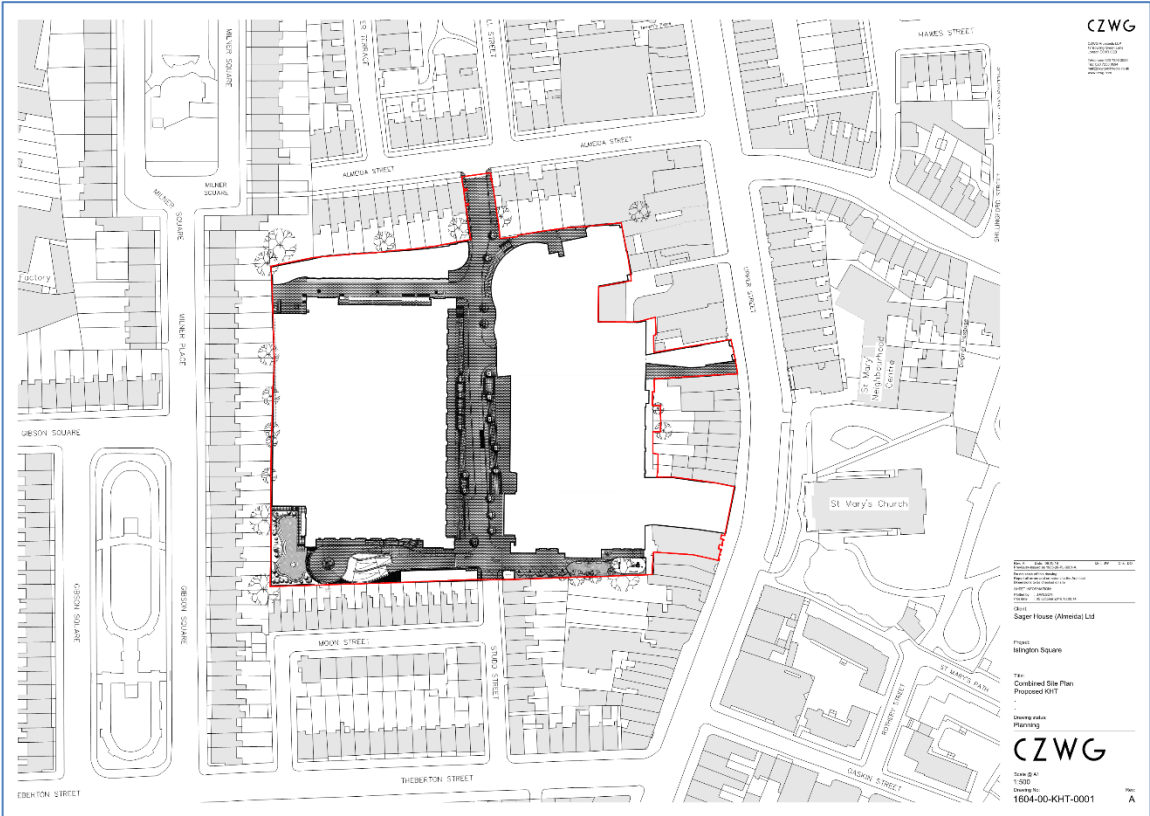 CZWG
HAWES STREET
MILNER SQUARE
ALMEIDA STREET
ALMEIDA STREET
MILNER
SQUARE
MILNER
SQUARE
Factory
MILNER PLACE
UPPER STREET
St Mary
Neighbourhood
Centre
GIBSON SQUARE
St Mary's Church
GIBSON SQUARE
GIBSON SQUARE
MOON STREET
STUDD STREET
ST MARY'S PATH
ROTHERY STREET
GASKIN STREET
THEBERTON STREET
EBERTON STREET
Client
Sager House (Almeida) Ltd
Project
Islington Square
Title
Combined Site Plan
Proposed KHT
Drawing status
Planning
CZWG
Scale @ A1
1:500
Drawing No
Rev
1604-00-KHT-0001
A